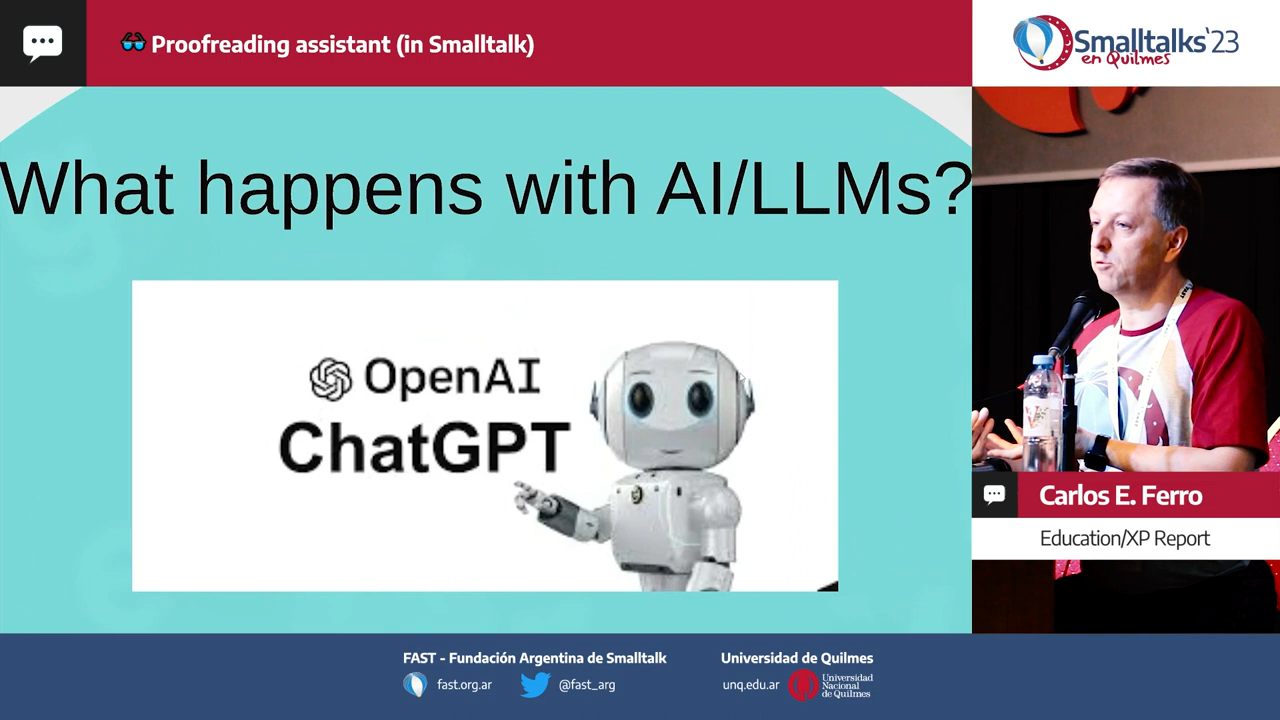 Proofreading assistant (in Smalltalk)
Smalltalks'23
en Quilmes
What happens with AI/LLMs?
OpenAI
ChatGPT
Carlos E. Ferro
Education/XP Report
FAST - Fundación Argentina de Smalltalk
fast.org.ar
@fast_arg
Universidad de Quilmes
unq.edu.ar
Universidad
Nacional
de Quilmes